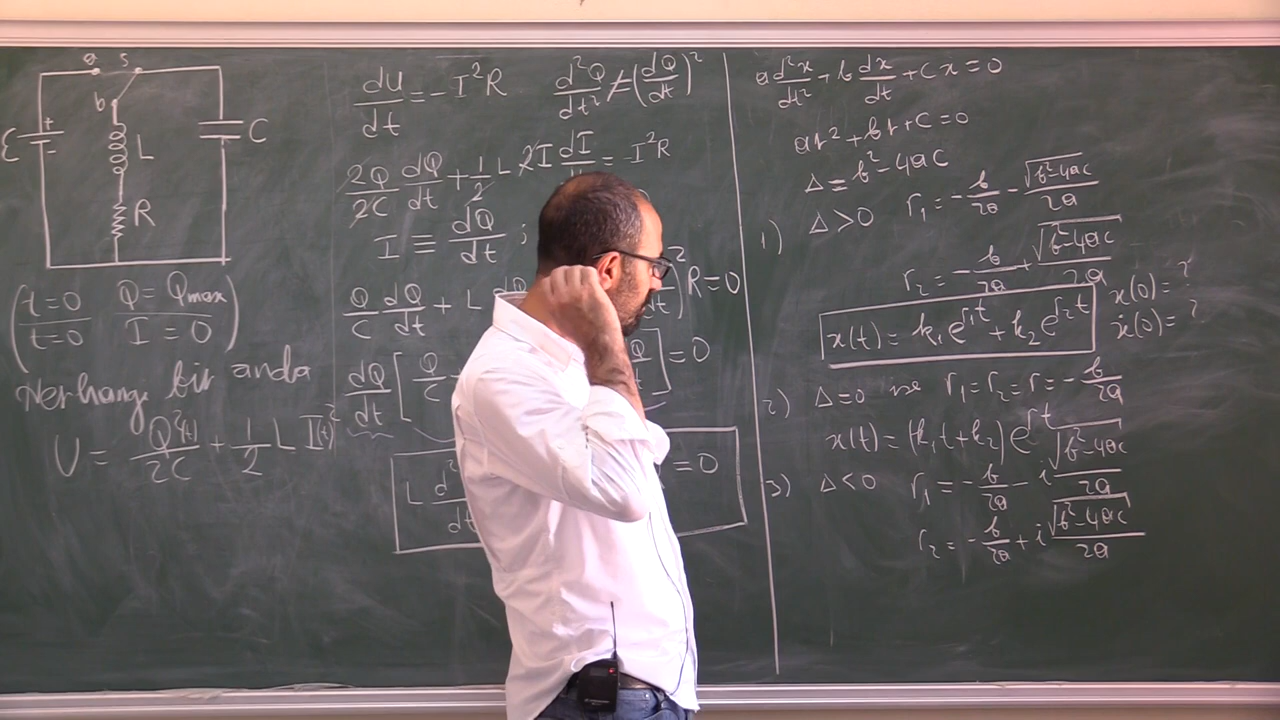 a s
b
ε + L C
R
(t=0 Q=Qmax
t=0 I=0)
Herhangi bir anda
U = Q²(t)/2C + 1/2 L I(t)²
dU/dt = -I²R d²Q/dt² ≠ (dQ/dt)²
2Q/2C dQ/dt + 1/2 L 2I dI/ = -I²R
I ≡ dQ/dt ;
Q/C dQ/dt + L )² R = 0
dQ/dt [ Q/C ] = 0
L d²/dt = 0
a d²x/dt² + b dx/dt + cx = 0
ar² + br + c = 0
Δ = b² - 4ac
1) Δ>0 r₁ = -b/2a - √b²-4ac/2a
r₂ = -b/2a + √b²-4ac/2a
x(t) = k₁e^r₁t + k₂e^r₂t x(0) = ?
ẋ(0) = ?
2) Δ=0 ise r₁=r₂=r=-b/2a
x(t) = (k₁t+k₂)e^rt
3) Δ<0 r₁ = -b/2a - i√b²-4ac/2a
r₂ = -b/2a + i√b²-4ac/2a